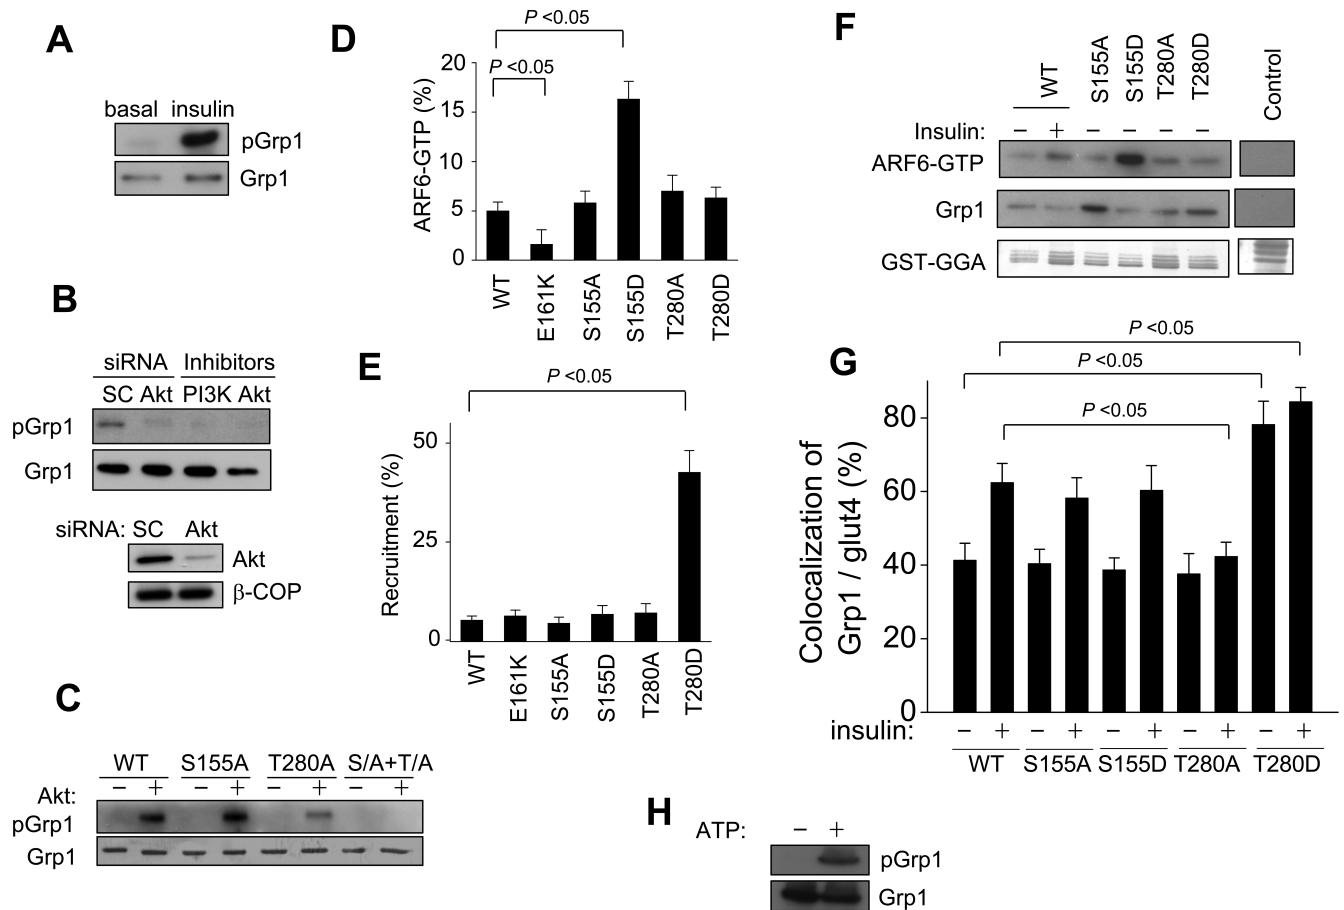 A
basal insulin
pGrp1
Grp1
B
siRNA Inhibitors
SC Akt PI3K Akt
pGrp1
Grp1
siRNA: SC Akt
Akt
β-COP
C
WT S155A T280A S/A+T/A
Akt: − + − + − + − +
pGrp1
Grp1
D
P <0.05
P <0.05
ARF6-GTP (%)
20
15
10
5
0
WT E161K S155A S155D T280A T280D
E
P <0.05
Recruitment (%)
50
25
0
WT E161K S155A S155D T280A T280D
F
WT S155A S155D T280A T280D Control
Insulin: − + − − − −
ARF6-GTP
Grp1
GST-GGA
G
P <0.05
P <0.05
P <0.05
Colocalization of
Grp1 / glut4 (%)
80
60
40
20
0
insulin: − + − + − + − + − +
WT S155A S155D T280A T280D
H
ATP: − +
pGrp1
Grp1